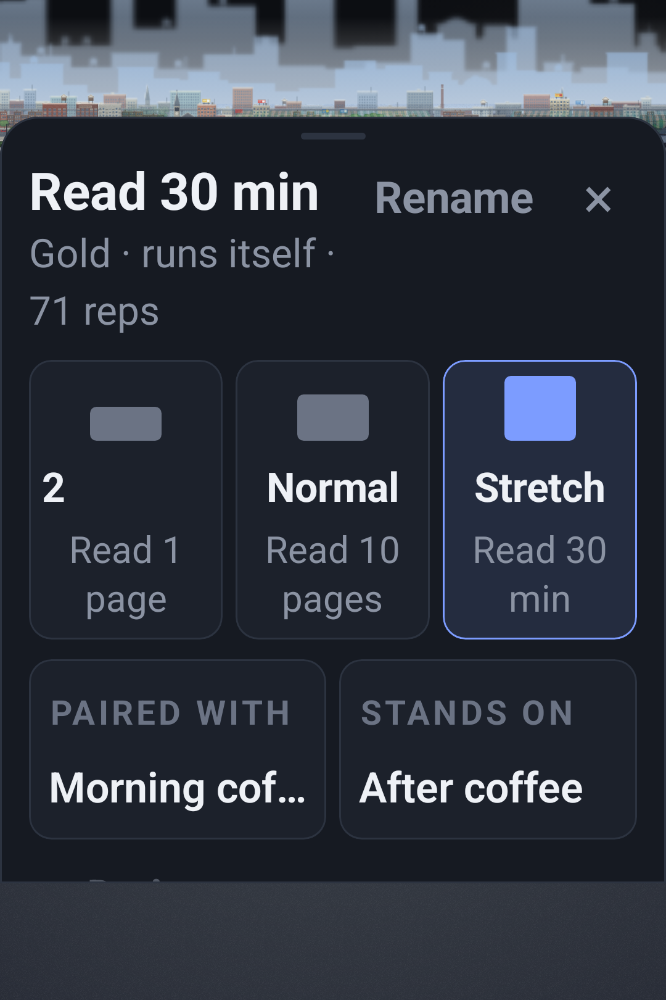 Read 30 min
Rename
×
Gold · runs itself ·
71 reps
2
Normal
Stretch
Read 1
page
Read 10
pages
Read 30
min
PAIRED WITH
STANDS ON
Morning cof…
After coffee